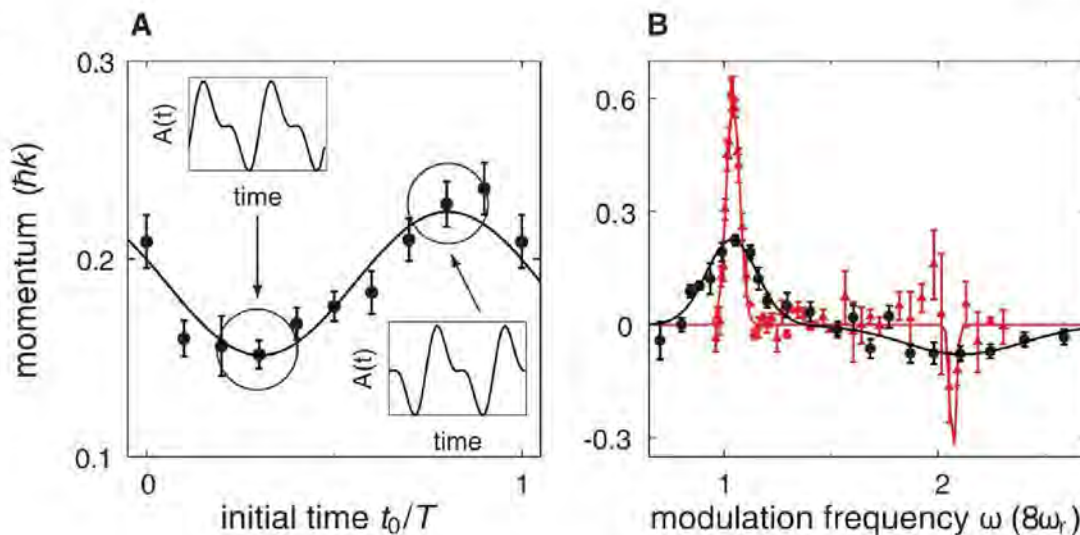 A
0.3
A(t)
time
0.2
momentum (ħk)
A(t)
time
0.1
0
1
initial time t₀/T
B
0.6
0.3
0
-0.3
1
2
modulation frequency ω (8ωᵣ)